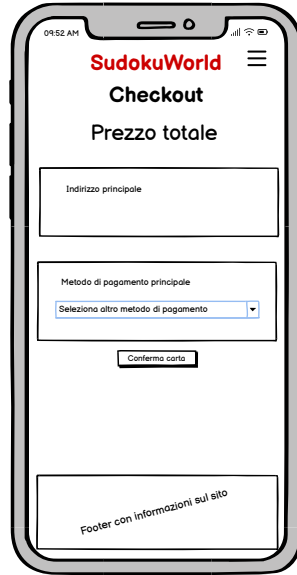 09:52 AM
SudokuWorld
Checkout
Prezzo totale
Indirizzo principale
Metodo di pagamento principale
Seleziona altro metodo di pagamento
Conferma carta
Footer con informazioni sul sito